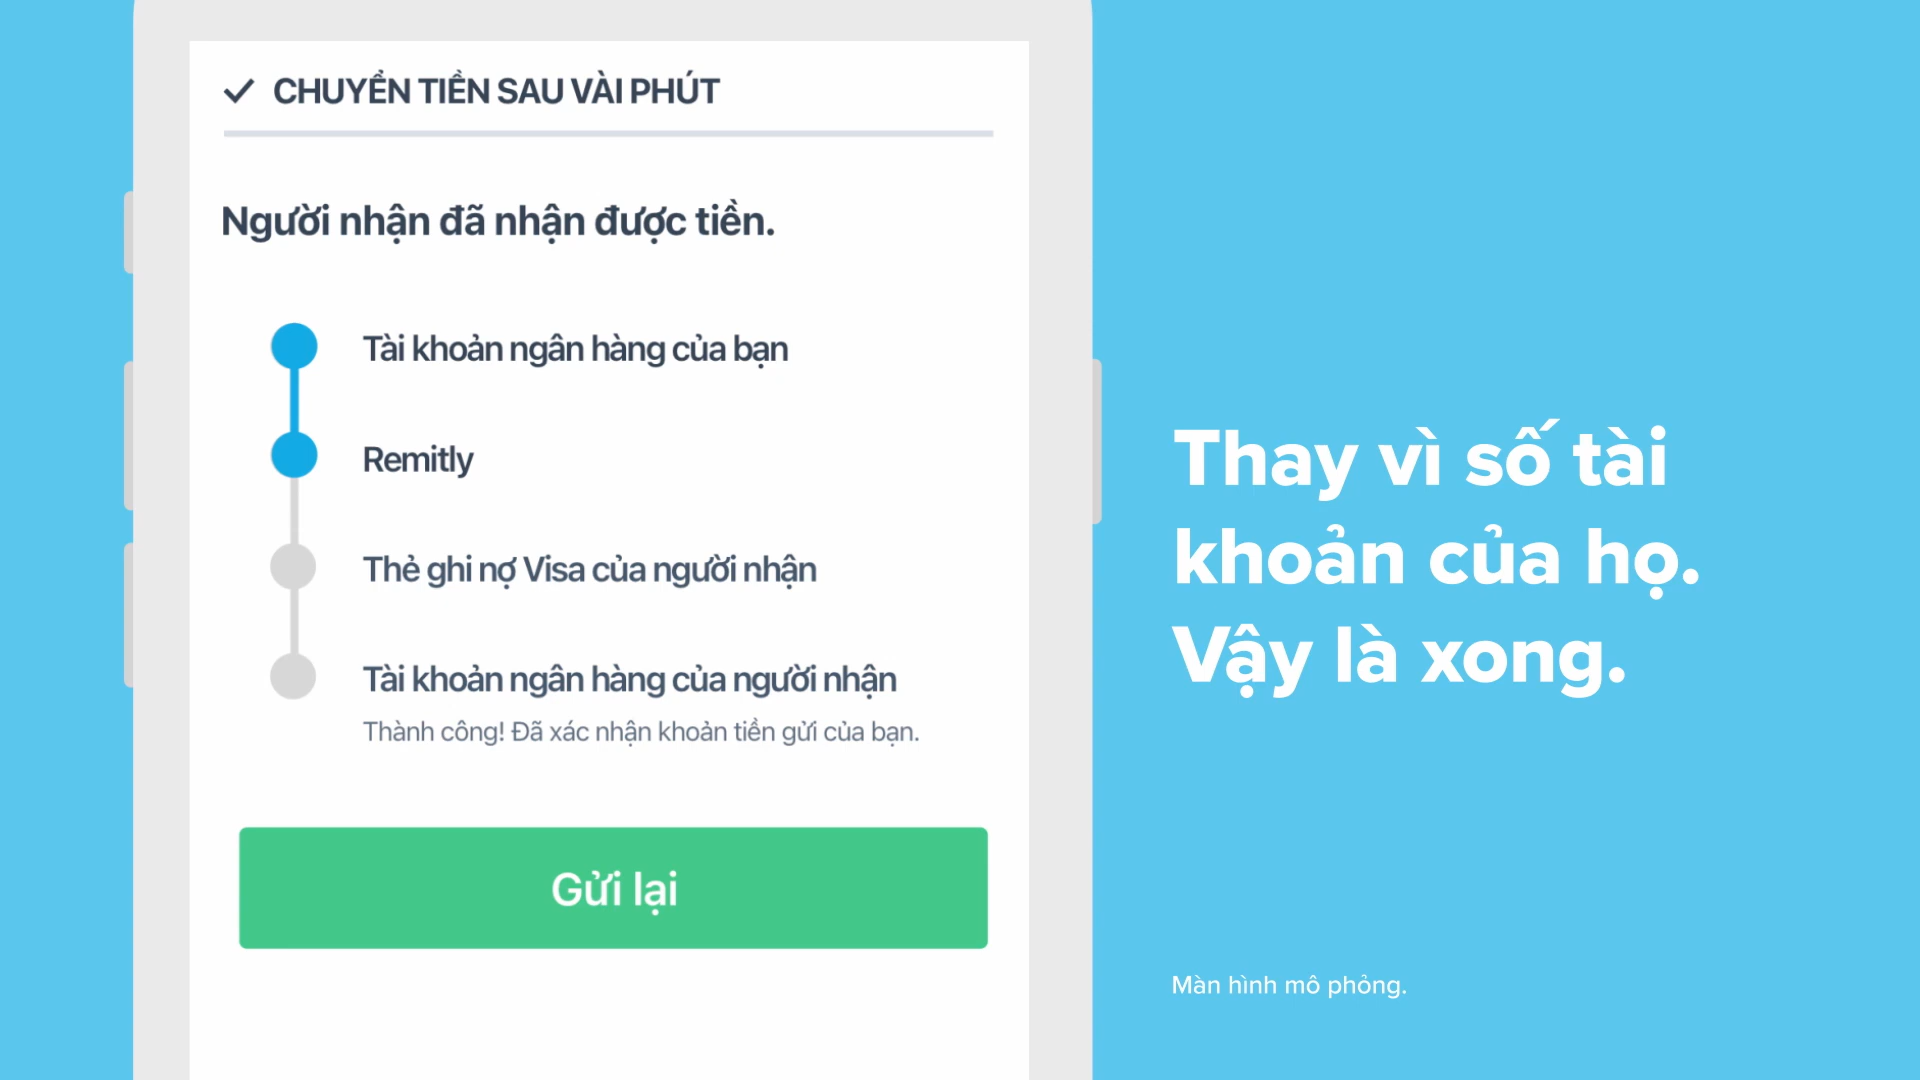 CHUYỂN TIỀN SAU VÀI PHÚT
Người nhận đã nhận được tiền.
Tài khoản ngân hàng của bạn
Remitly
Thẻ ghi nợ Visa của người nhận
Tài khoản ngân hàng của người nhận
Thành công! Đã xác nhận khoản tiền gửi của bạn.
Gửi lại
Thay vì số tài
khoản của họ.
Vậy là xong.
Màn hình mô phỏng.